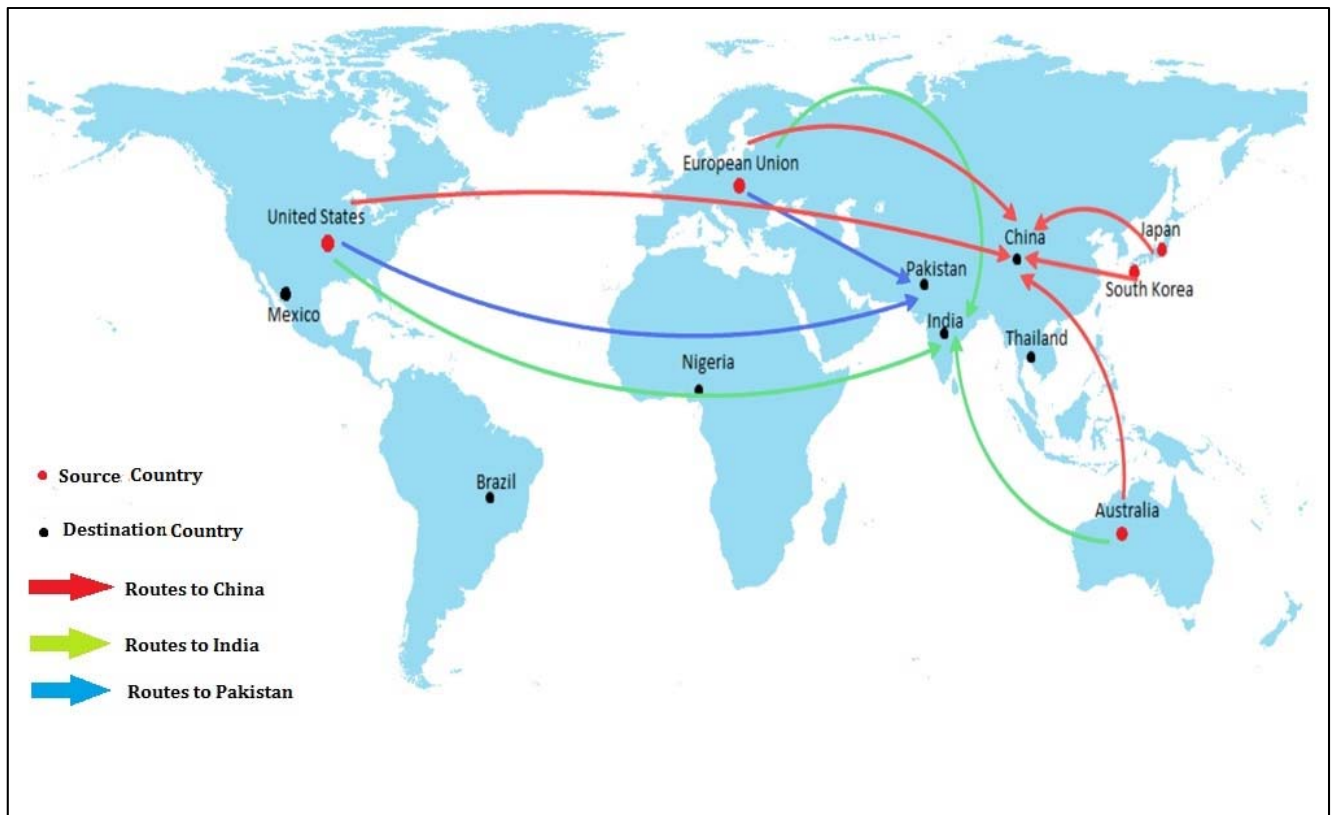 European Union
United States
Japan
China
Pakistan
South Korea
Mexico
India
Thailand
Nigeria
Brazil
Australia
Source Country
Destination Country
Routes to China
Routes to India
Routes to Pakistan